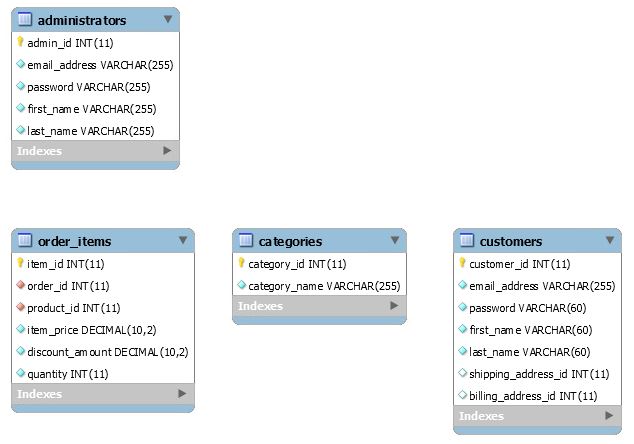 administrators
admin_id INT(11)
email_address VARCHAR(255)
password VARCHAR(255)
first_name VARCHAR(255)
last_name VARCHAR(255)
Indexes
order_items
item_id INT(11)
order_id INT(11)
product_id INT(11)
item_price DECIMAL(10,2)
discount_amount DECIMAL(10,2)
quantity INT(11)
Indexes
categories
category_id INT(11)
category_name VARCHAR(255)
Indexes
customers
customer_id INT(11)
email_address VARCHAR(255)
password VARCHAR(60)
first_name VARCHAR(60)
last_name VARCHAR(60)
shipping_address_id INT(11)
billing_address_id INT(11)
Indexes